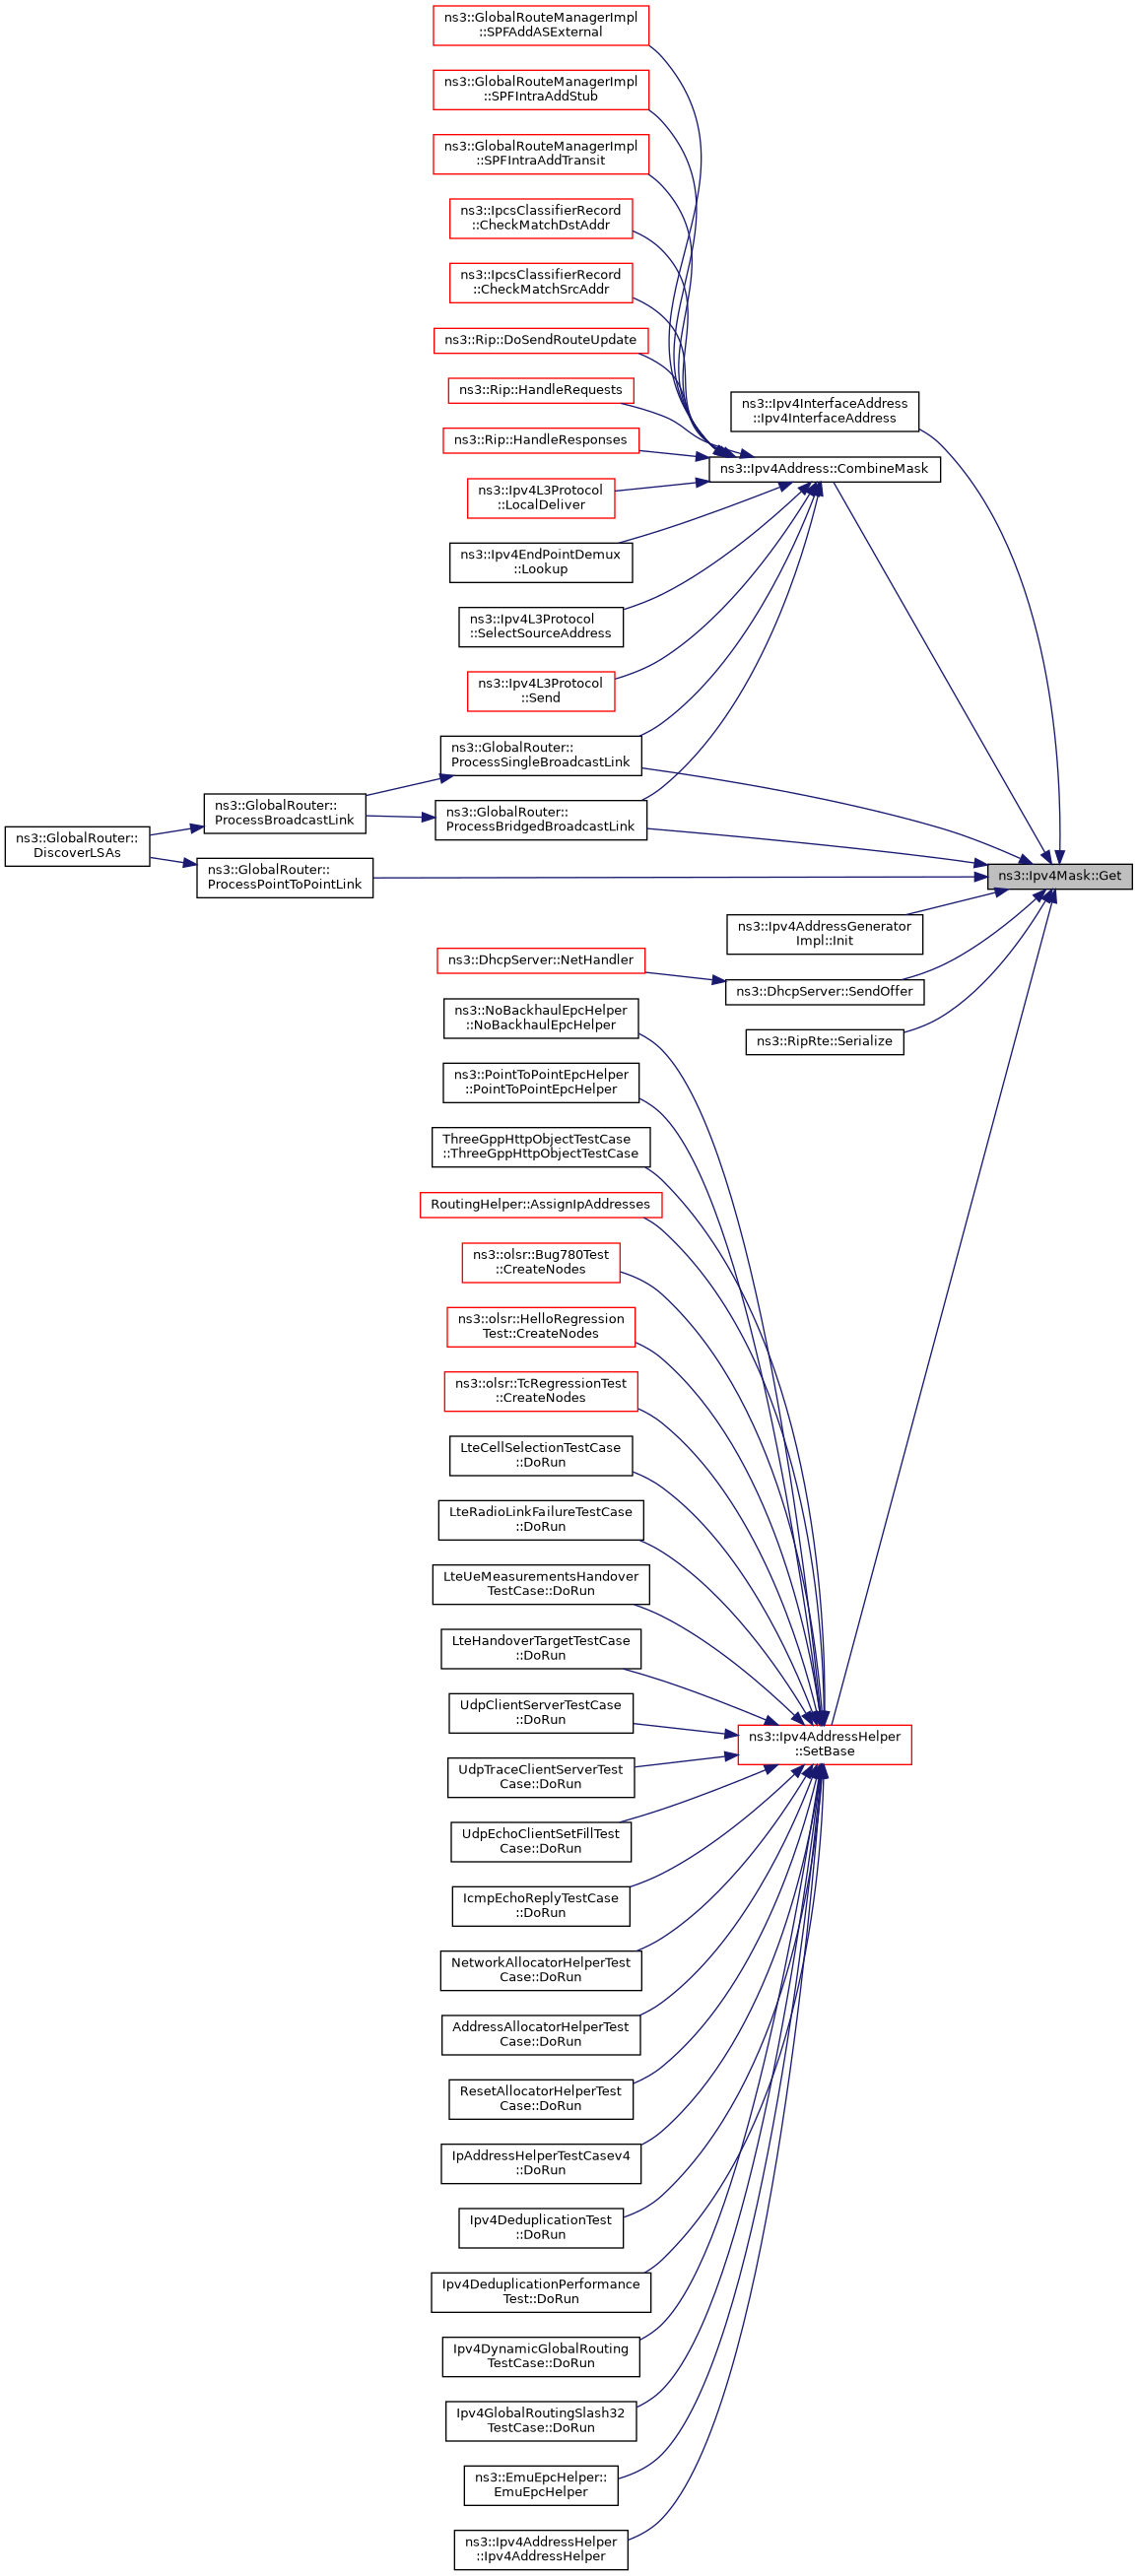 ns3::GlobalRouteManagerImpl
::SPFAddASExternal
ns3::GlobalRouteManagerImpl
::SPFIntraAddStub
ns3::GlobalRouteManagerImpl
::SPFIntraAddTransit
ns3::IpcsClassifierRecord
::CheckMatchDstAddr
ns3::IpcsClassifierRecord
::CheckMatchSrcAddr
ns3::Rip::DoSendRouteUpdate
ns3::Rip::HandleRequests
ns3::Ipv4InterfaceAddress
::Ipv4InterfaceAddress
ns3::Rip::HandleResponses
ns3::Ipv4Address::CombineMask
ns3::Ipv4L3Protocol
::LocalDeliver
ns3::Ipv4EndPointDemux
::Lookup
ns3::Ipv4L3Protocol
::SelectSourceAddress
ns3::Ipv4L3Protocol
::Send
ns3::GlobalRouter::
ProcessSingleBroadcastLink
ns3::GlobalRouter::
ProcessBroadcastLink
ns3::GlobalRouter::
ProcessBridgedBroadcastLink
ns3::GlobalRouter::
DiscoverLSAs
ns3::GlobalRouter::
ProcessPointToPointLink
ns3::Ipv4Mask::Get
ns3::Ipv4AddressGenerator
Impl::Init
ns3::DhcpServer::NetHandler
ns3::DhcpServer::SendOffer
ns3::NoBackhaulEpcHelper
::NoBackhaulEpcHelper
ns3::RipRte::Serialize
ns3::PointToPointEpcHelper
::PointToPointEpcHelper
ThreeGppHttpObjectTestCase
::ThreeGppHttpObjectTestCase
RoutingHelper::AssignIpAddresses
ns3::olsr::Bug780Test
::CreateNodes
ns3::olsr::HelloRegression
Test::CreateNodes
ns3::olsr::TcRegressionTest
::CreateNodes
LteCellSelectionTestCase
::DoRun
LteRadioLinkFailureTestCase
::DoRun
LteUeMeasurementsHandover
TestCase::DoRun
LteHandoverTargetTestCase
::DoRun
UdpClientServerTestCase
::DoRun
ns3::Ipv4AddressHelper
::SetBase
UdpTraceClientServerTest
Case::DoRun
UdpEchoClientSetFillTest
Case::DoRun
IcmpEchoReplyTestCase
::DoRun
NetworkAllocatorHelperTest
Case::DoRun
AddressAllocatorHelperTest
Case::DoRun
ResetAllocatorHelperTest
Case::DoRun
IpAddressHelperTestCasev4
::DoRun
Ipv4DeduplicationTest
::DoRun
Ipv4DeduplicationPerformance
Test::DoRun
Ipv4DynamicGlobalRouting
TestCase::DoRun
Ipv4GlobalRoutingSlash32
TestCase::DoRun
ns3::EmuEpcHelper::
EmuEpcHelper
ns3::Ipv4AddressHelper
::Ipv4AddressHelper